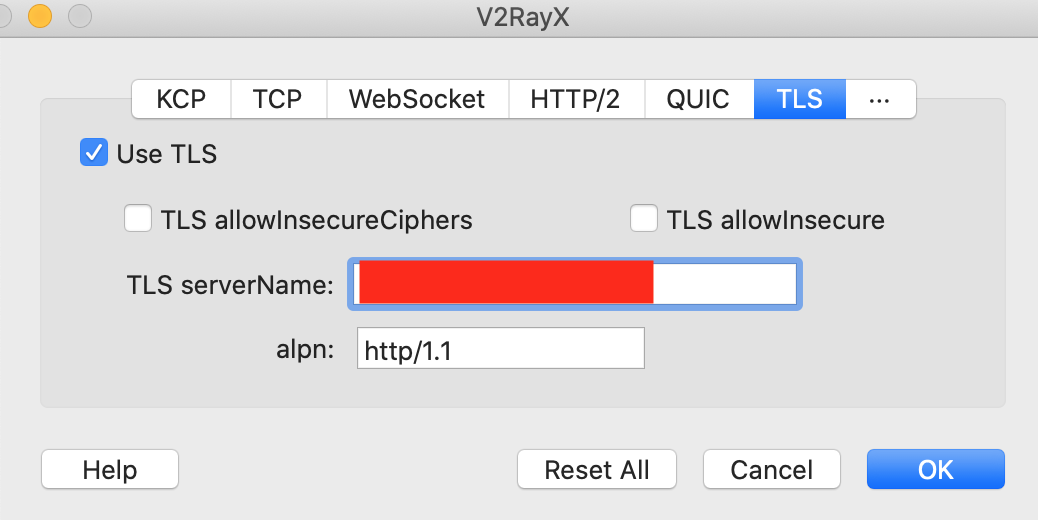 V2RayX
KCP TCP WebSocket HTTP/2 QUIC TLS ...
Use TLS
TLS allowInsecureCiphers TLS allowInsecure
TLS serverName:
alpn: http/1.1
Help Reset All Cancel OK